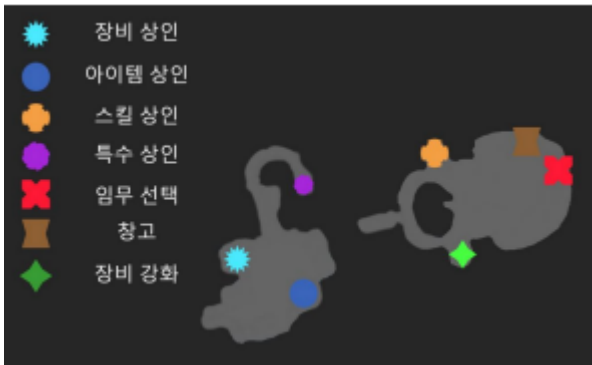 장비 상인
아이템 상인
스킬 상인
특수 상인
임무 선택
창고
장비 강화